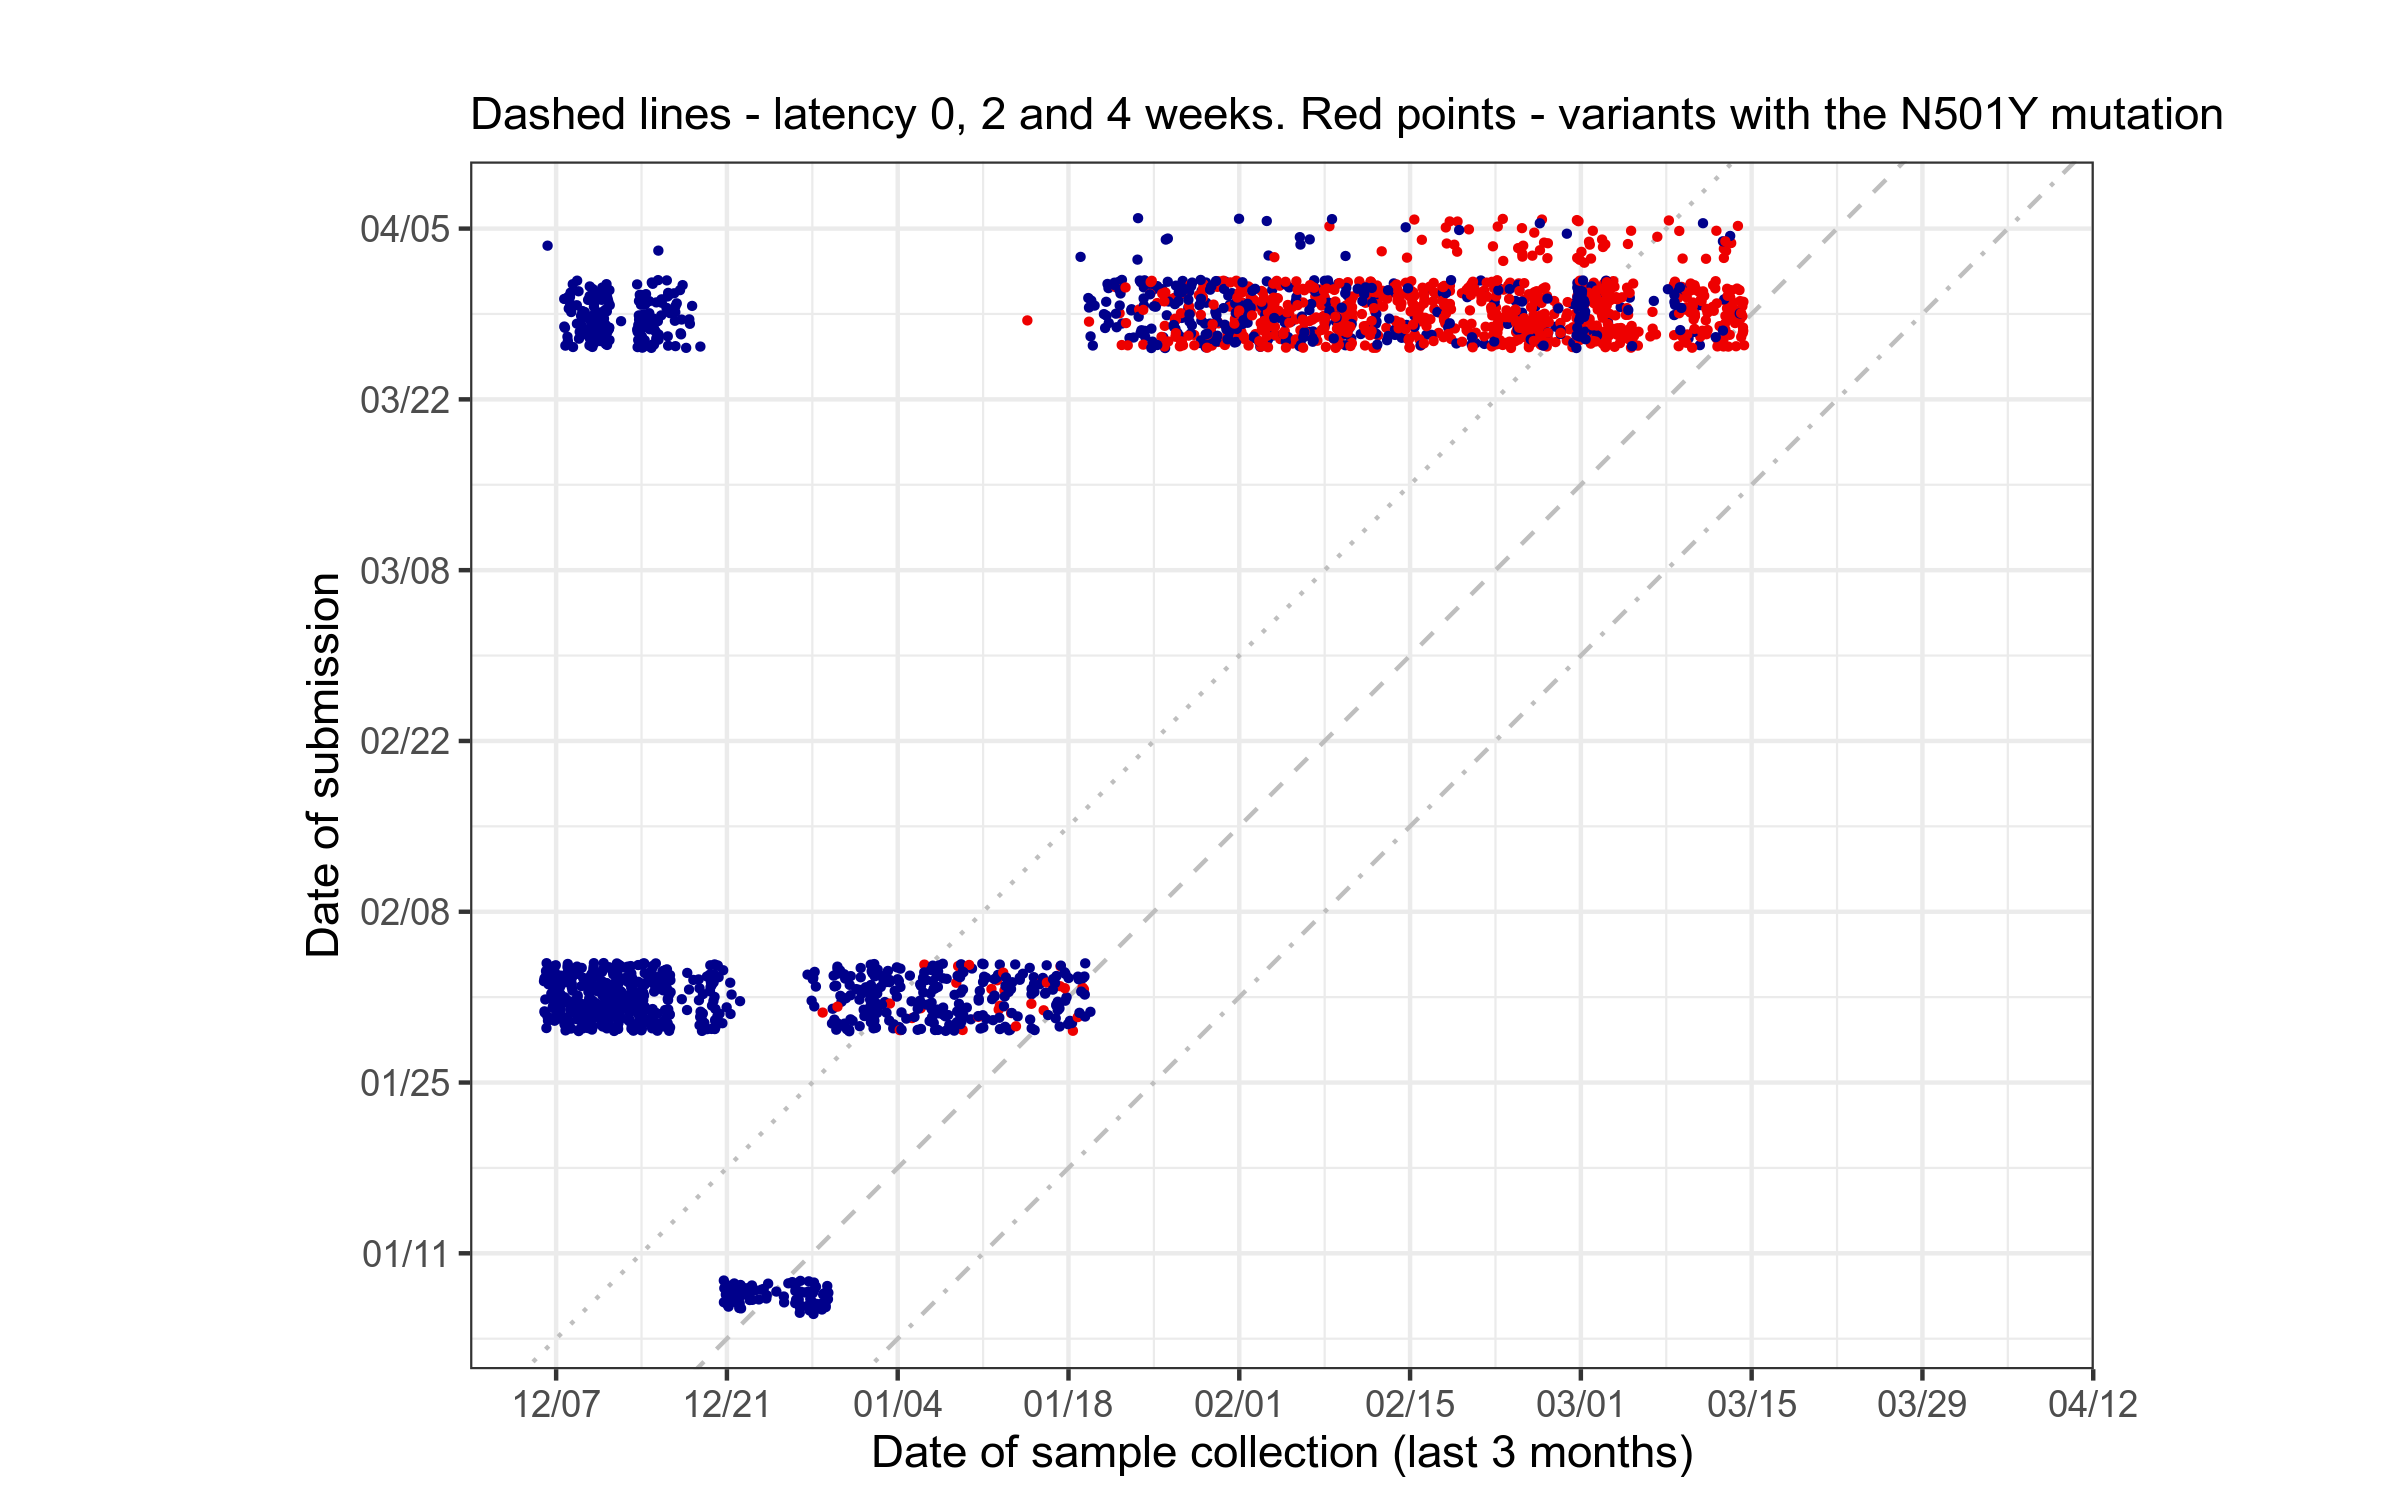 Dashed lines - latency 0, 2 and 4 weeks. Red points - variants with the N501Y mutation
Date of submission
04/05
03/22
03/08
02/22
02/08
01/25
01/11
12/07 12/21 01/04 01/18 02/01 02/15 03/01 03/15 03/29 04/12
Date of sample collection (last 3 months)